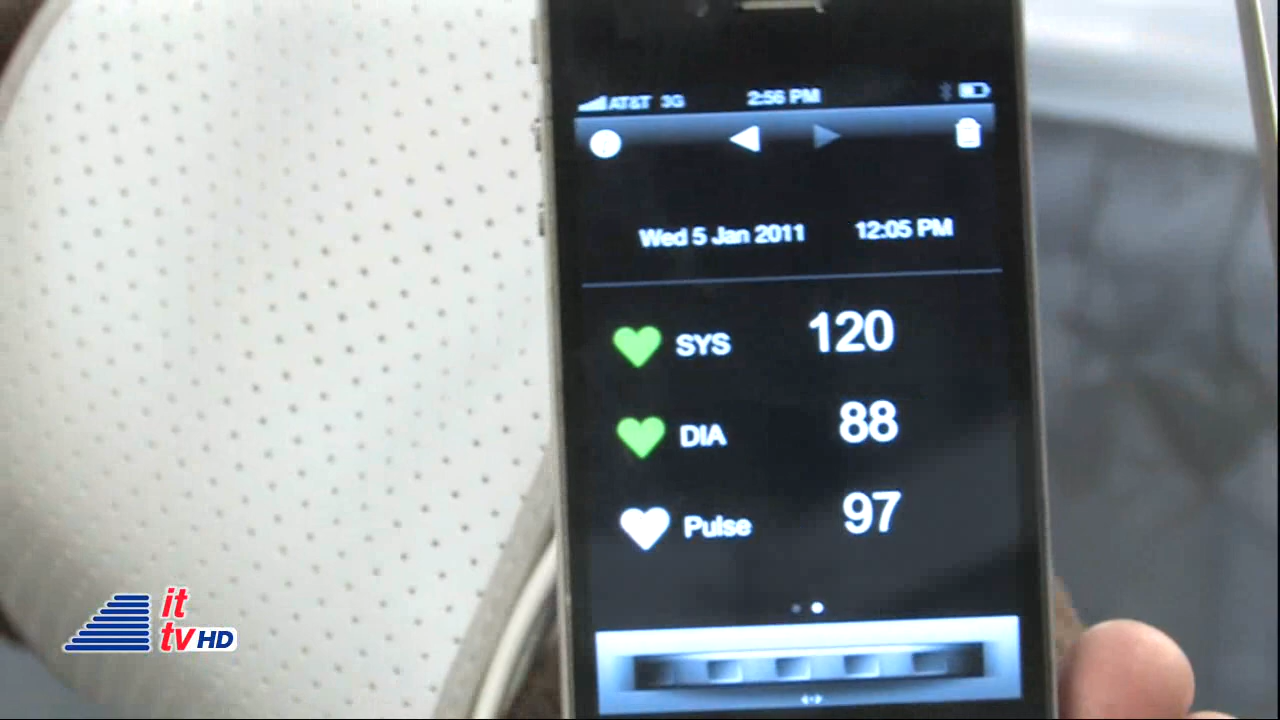 AT&T 3G 2:56 PM
Wed 5 Jan 2011 12:05 PM
SYS 120
DIA 88
Pulse 97
it
tv HD